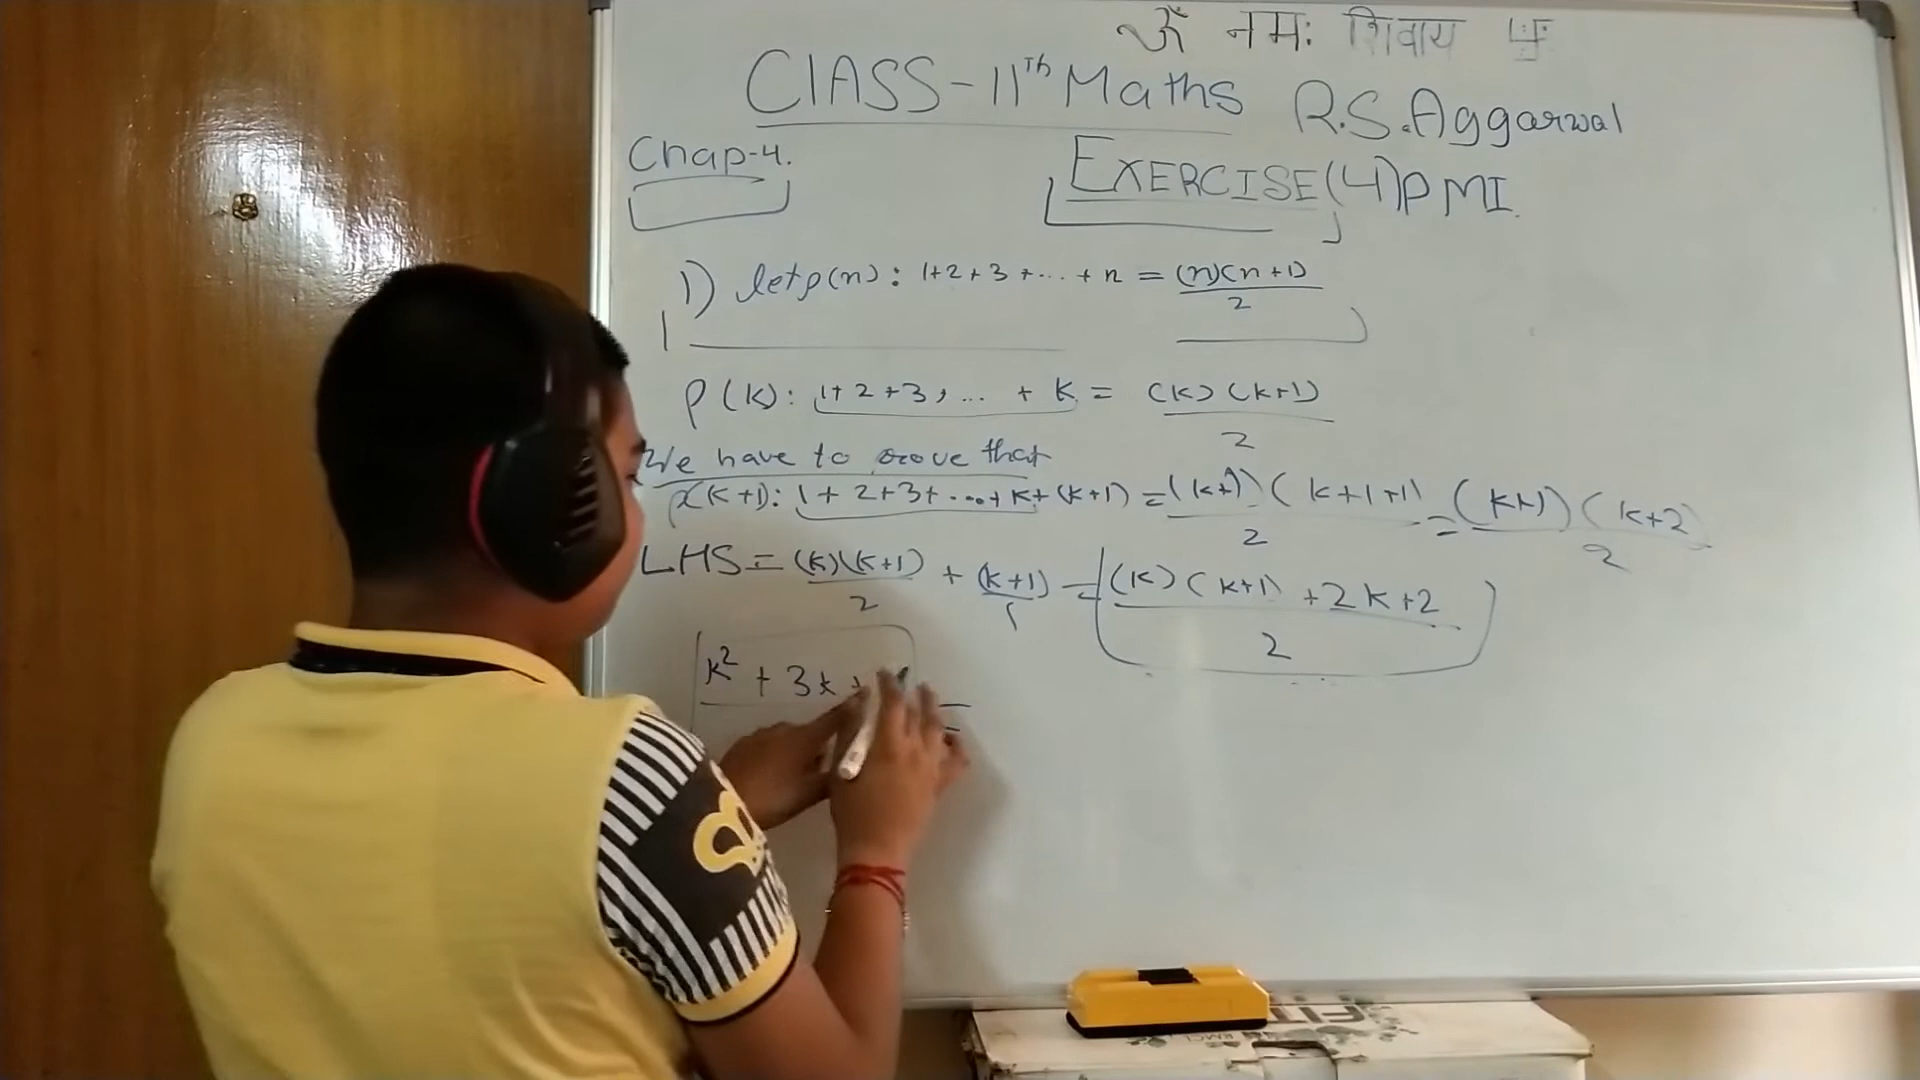 ॐ नमः शिवाय 卐
CLASS-11th Maths R.S.Aggarwal
Chap-4.
EXERCISE(4)PMI.
1) let p(n): 1+2+3+...+n = (n)(n+1)/2
P(k): 1+2+3,... + k = (k)(k+1)/2
We have to prove that
p(k+1): 1+2+3+...+k+(k+1) = (k+1)(k+1+1)/2 = (k+1)(k+2)/2
LHS = (k)(k+1)/2 + (k+1)/1 = (k)(k+1)+2k+2/2
k² + 3k +
=